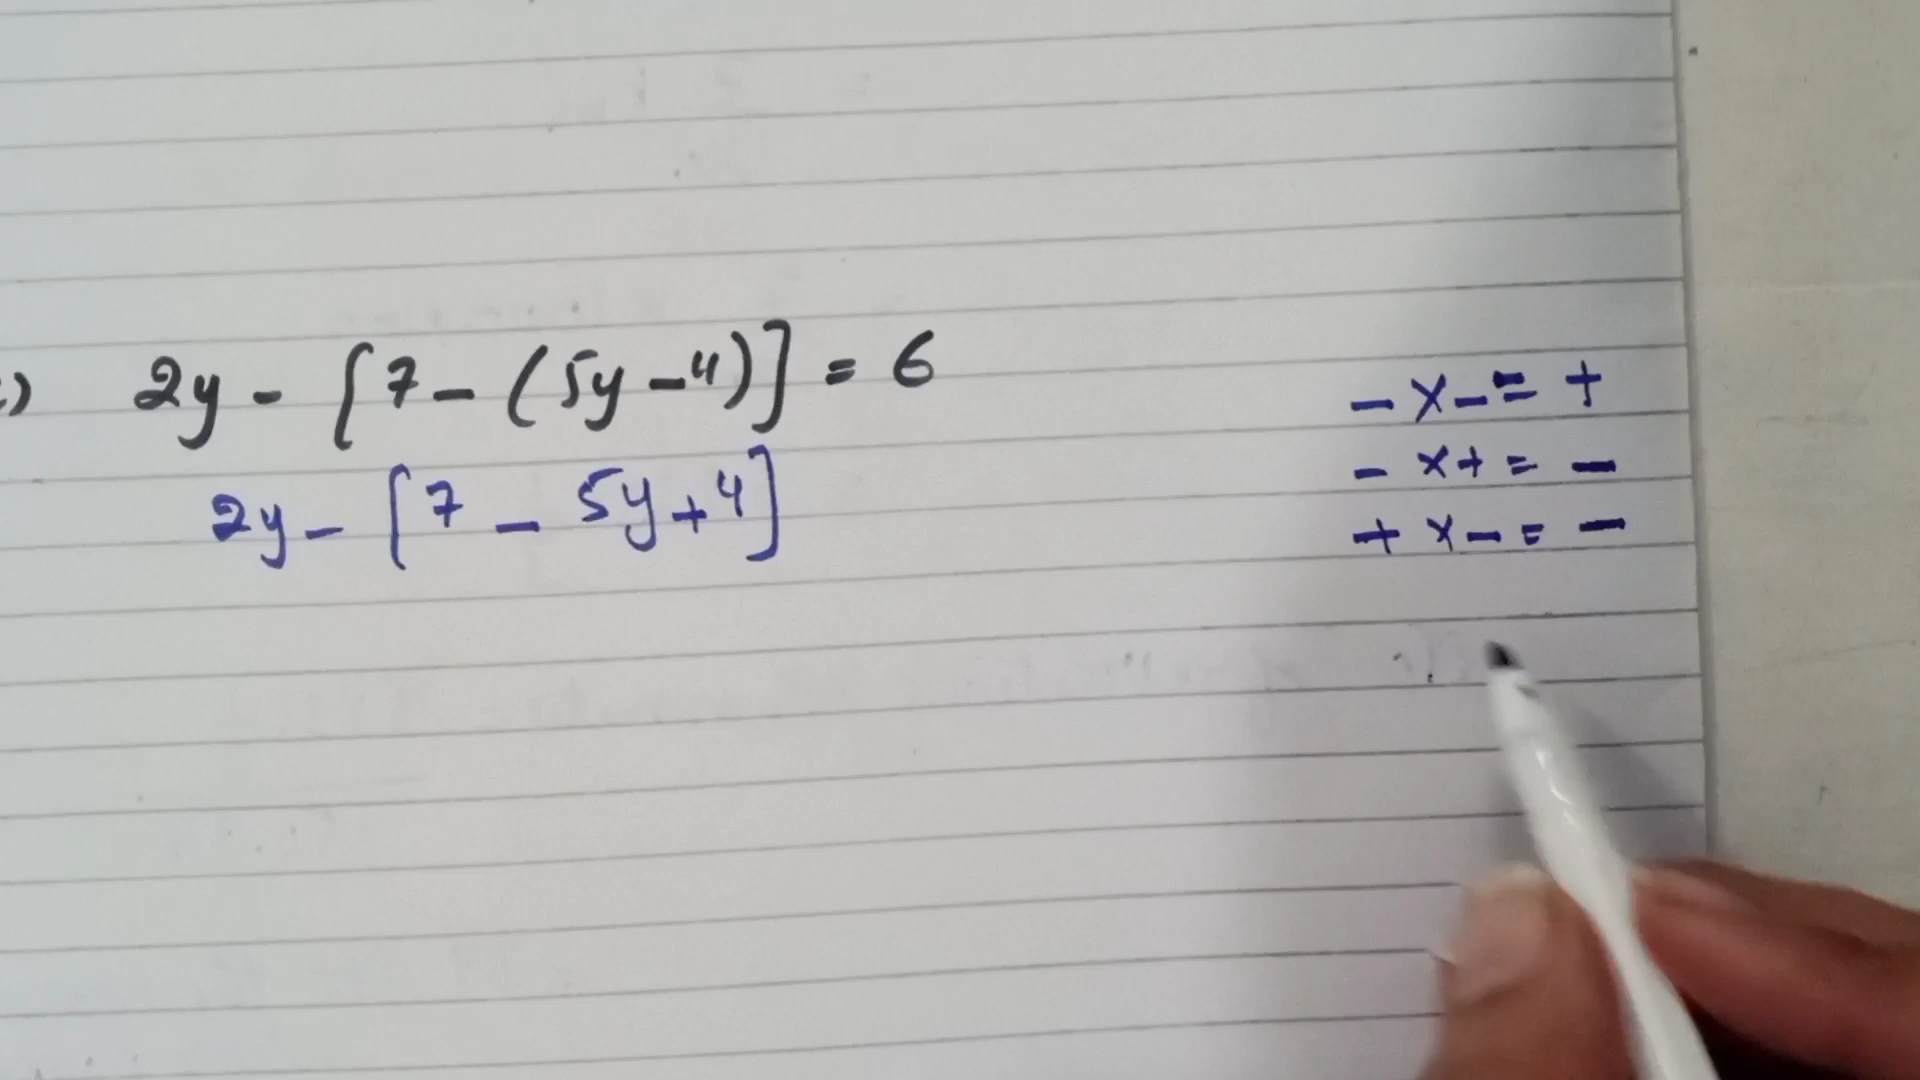 2y - [7 - (5y - 4)] = 6
2y - [7 - 5y + 4]
- x - = +
- x + = -
+ x - = -